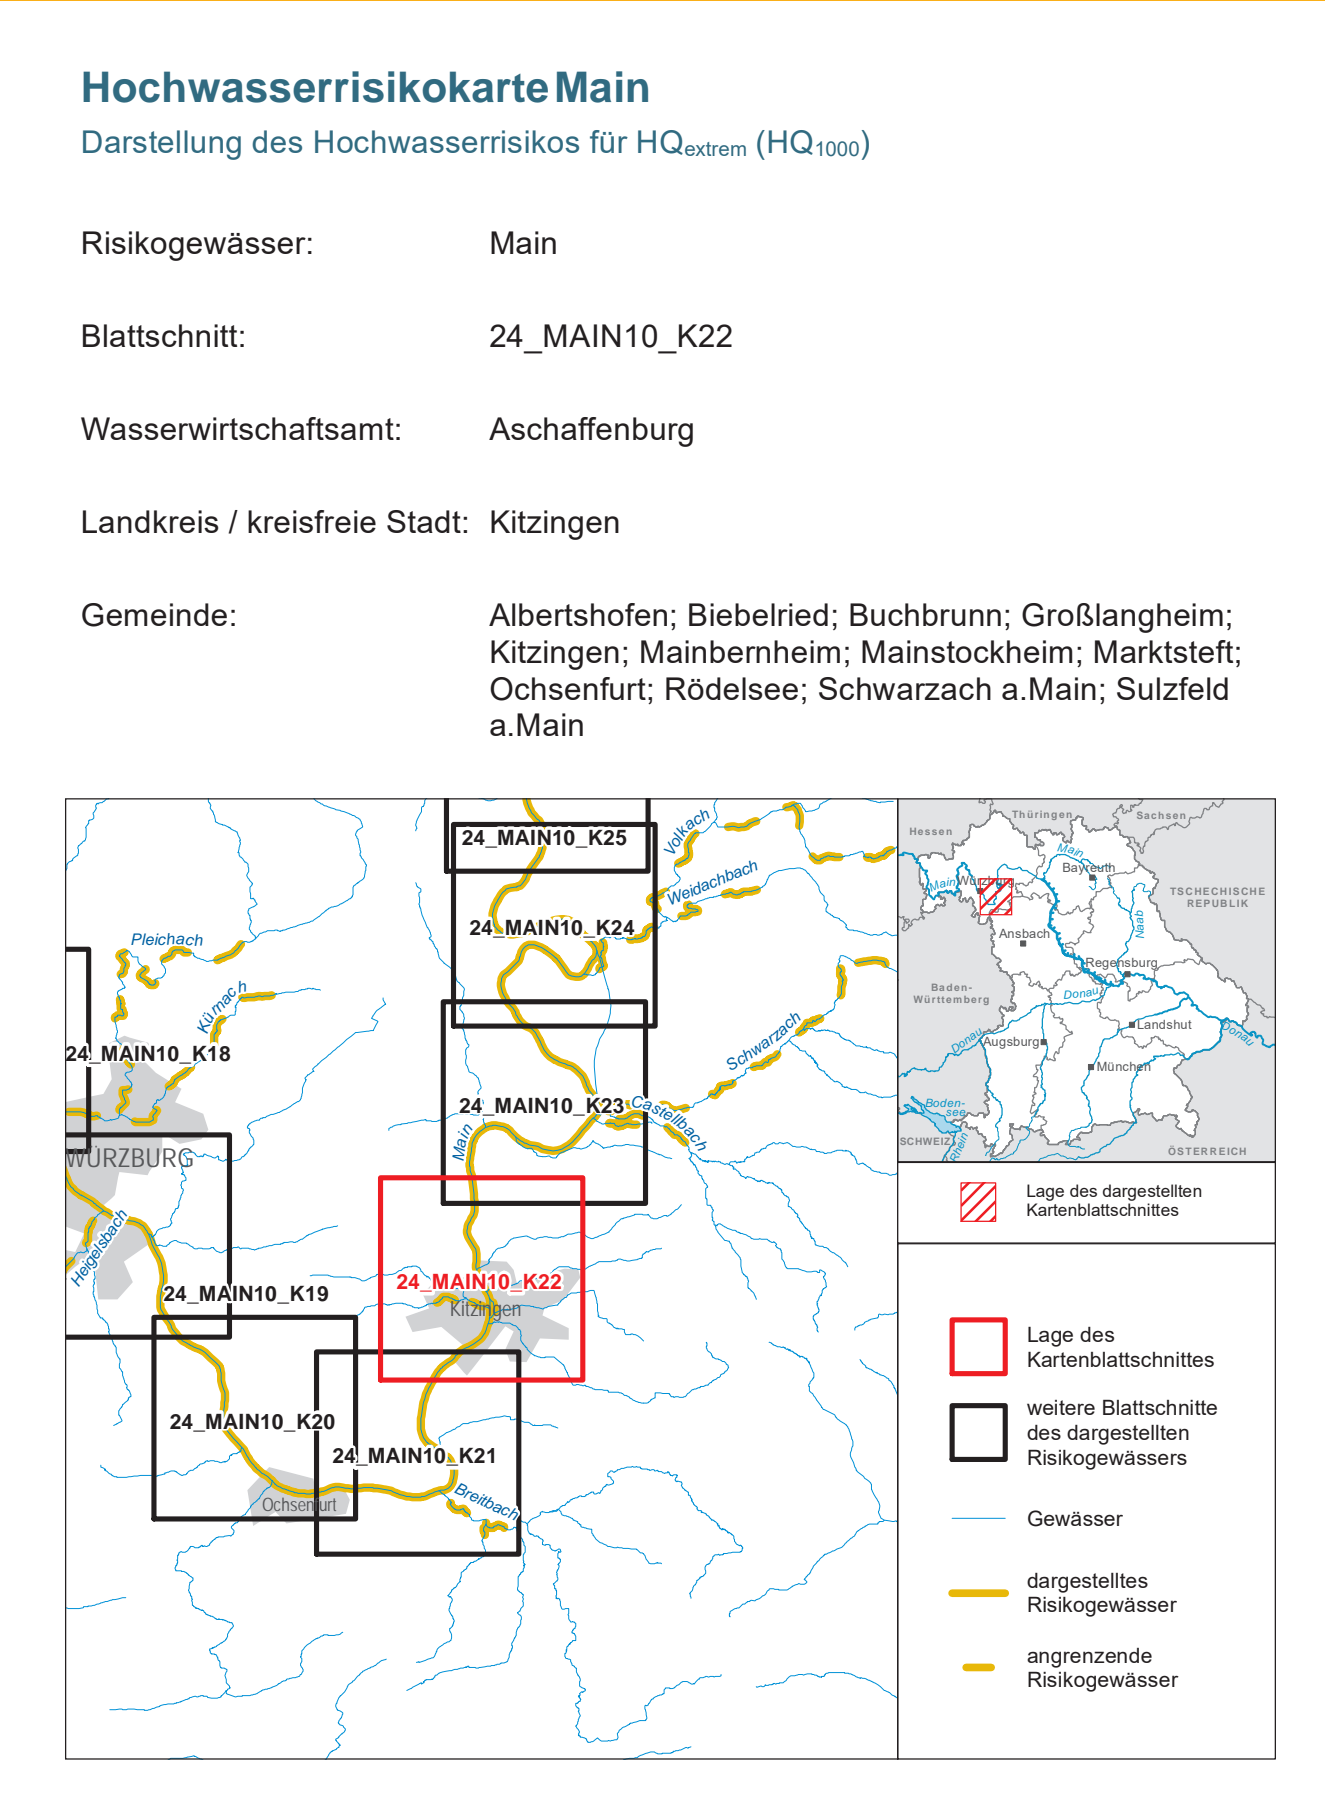 Hochwasserrisikokarte Main
Darstellung des Hochwasserrisikos für HQextrem (HQ1000)
Risikogewässer: Main
Blattschnitt: 24_MAIN10_K22
Wasserwirtschaftsamt: Aschaffenburg
Landkreis / kreisfreie Stadt: Kitzingen
Gemeinde: Albertshofen; Biebelried; Buchbrunn; Großlangheim;
Kitzingen; Mainbernheim; Mainstockheim; Marktsteft;
Ochsenfurt; Rödelsee; Schwarzach a.Main; Sulzfeld
a.Main
24_MAIN10_K25
Volkach
Weidachbach
24_MAIN10_K24
Pleichach
Kürnach
24_MAIN10_K18
Schwarzach
24_MAIN10_K23
Castellbach
Main
WÜRZBURG
Heigelsbach
24_MAIN10_K22
Kitzingen
24_MAIN10_K19
24_MAIN10_K20
24_MAIN10_K21
Ochsenfurt
Breitbach
Thüringen
Sachsen
Hessen
Main
Bayreuth
Main
Würzburg
TSCHECHISCHE
REPUBLIK
Naab
Ansbach
Regensburg
Baden-
Württemberg
Donau
Landshut
Donau
Donau
Augsburg
München
Boden-
see
SCHWEIZ
Rhein
ÖSTERREICH
Lage des dargestellten
Kartenblattschnittes
Lage des
Kartenblattschnittes
weitere Blattschnitte
des dargestellten
Risikogewässers
Gewässer
dargestelltes
Risikogewässer
angrenzende
Risikogewässer